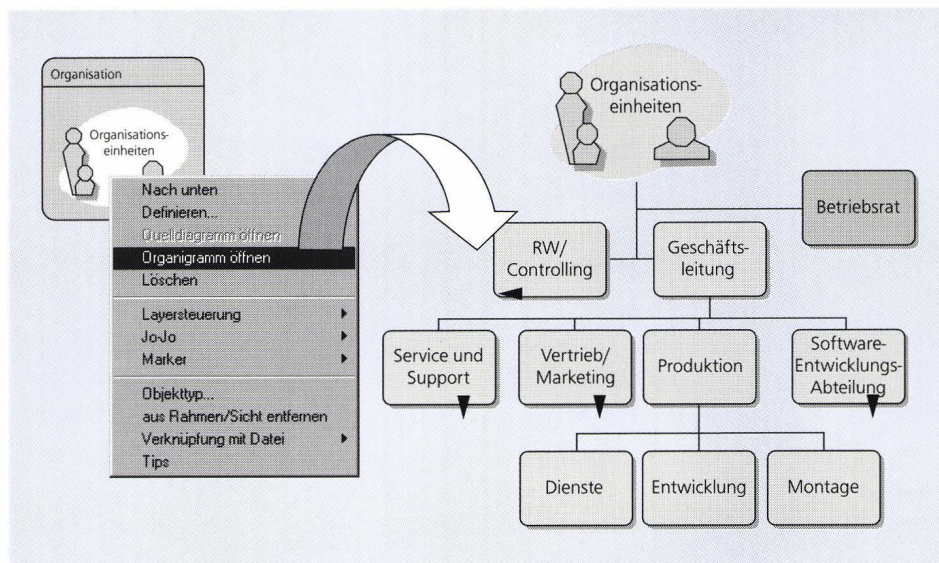 Organisation
Organisations-
einheiten
Nach unten
Definieren...
Quelldiagramm öffnen
Organigramm öffnen
Löschen
Layersteuerung
Jo-Jo
Marker
Objekttyp...
aus Rahmen/Sicht entfernen
Verknüpfung mit Datei
Tips
Organisations-
einheiten
Betriebsrat
RW/
Controlling
Geschäfts-
leitung
Service und
Support
Vertrieb/
Marketing
Produktion
Software-
Entwicklungs-
Abteilung
Dienste
Entwicklung
Montage